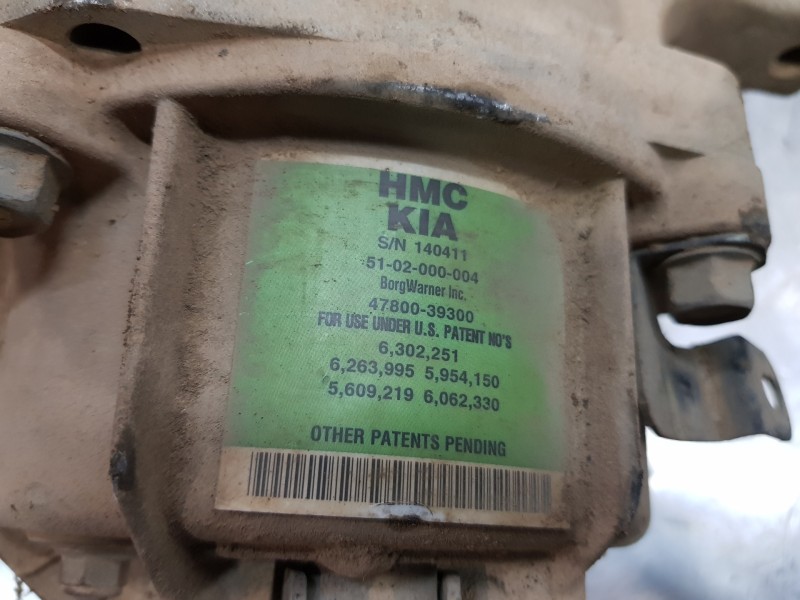 HMC
KIA
S/N 140411
51-02-000-004
BorgWarner Inc.
47800-39300
FOR USE UNDER U.S. PATENT NO'S
6,302,251
6,263,995 5,954,150
5,609,219 6,062,330
OTHER PATENTS PENDING